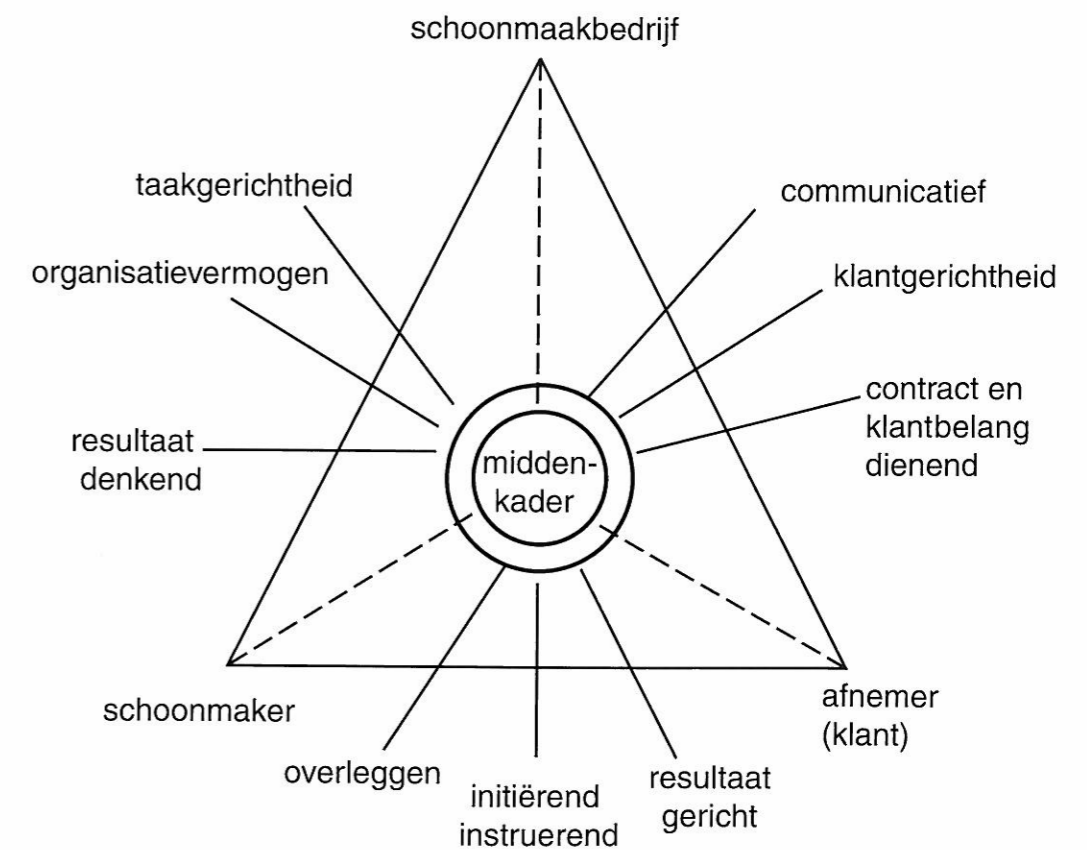 schoonmaakbedrijf
taakgerichtheid
communicatief
organisatievermogen
klantgerichtheid
contract en
klantbelang
dienend
resultaat
denkend
midden-
kader
schoonmaker
afnemer
(klant)
overleggen
initiërend
instruerend
resultaat
gericht